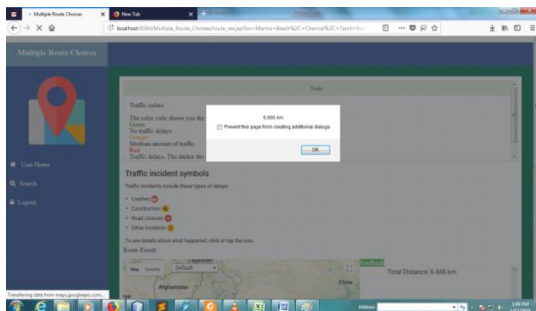 Multiple Route Choices
New Tab
localhost:8084/Multiple_Route_Choices/route_res.jsp?loc=Marina+Beach%2C+Chennai%2C+Tamil+
Multiple Route Choices
User Home
Search
Logout
Note:
Traffic colors
The color code shows you the
Green
No traffic delays.
Orange
Medium amount of traffic.
Red
Traffic delays. The darker the
6.666 km
Prevent this page from creating additional dialogs
OK
Traffic incident symbols
Traffic incidents include these types of delays:
Crashes
Construction
Road closures
Other incidents
To see details about what happened, click or tap the icon.
Route Result
Map
Satellite
Default
Afghanistan
China
Total Distance: 6.666 km
Transferring data from maps.googleapis.com...
Address